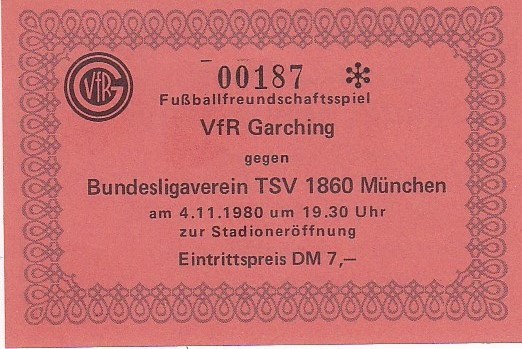 VfRG
00187 *
Fußballfreundschaftsspiel
VfR Garching
gegen
Bundesligaverein TSV 1860 München
am 4.11.1980 um 19.30 Uhr
zur Stadioneröffnung
Eintrittspreis DM 7,—